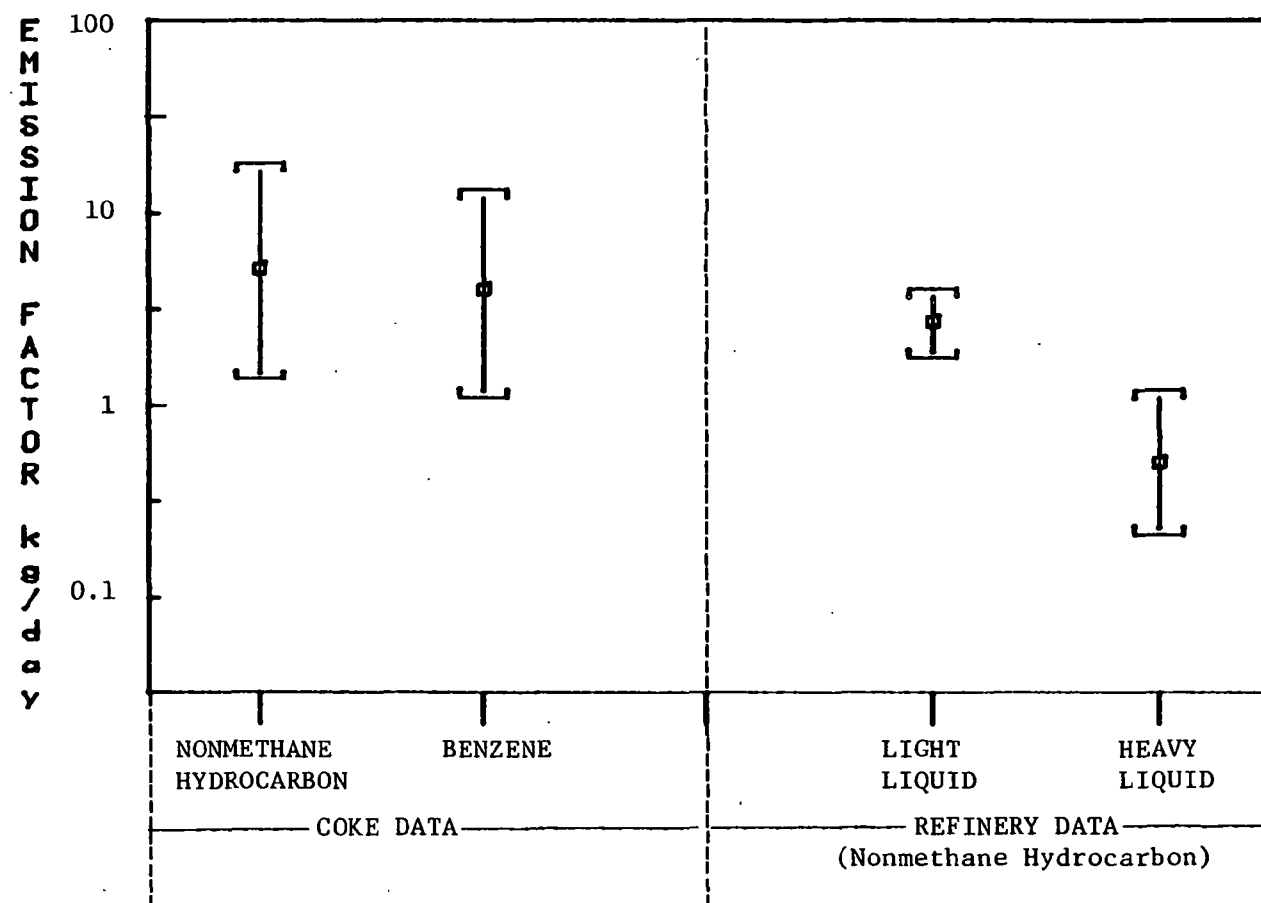 EMISSION FACTOR kg/day
100
10
1
0.1
NONMETHANE
HYDROCARBON
BENZENE
LIGHT
LIQUID
HEAVY
LIQUID
COKE DATA
REFINERY DATA
(Nonmethane Hydrocarbon)